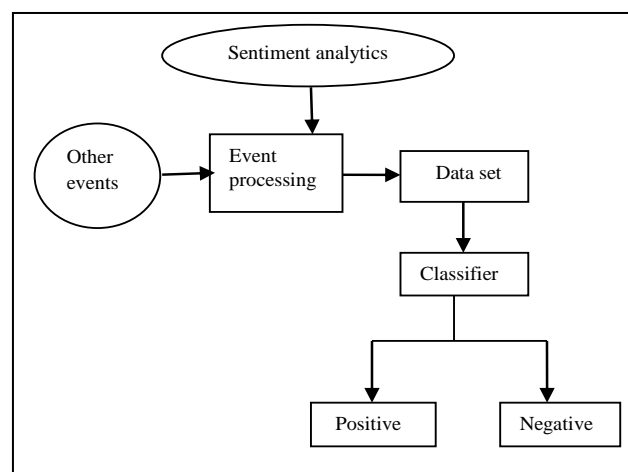 Sentiment analytics
Other
events
Event
processing
Data set
Classifier
Positive
Negative